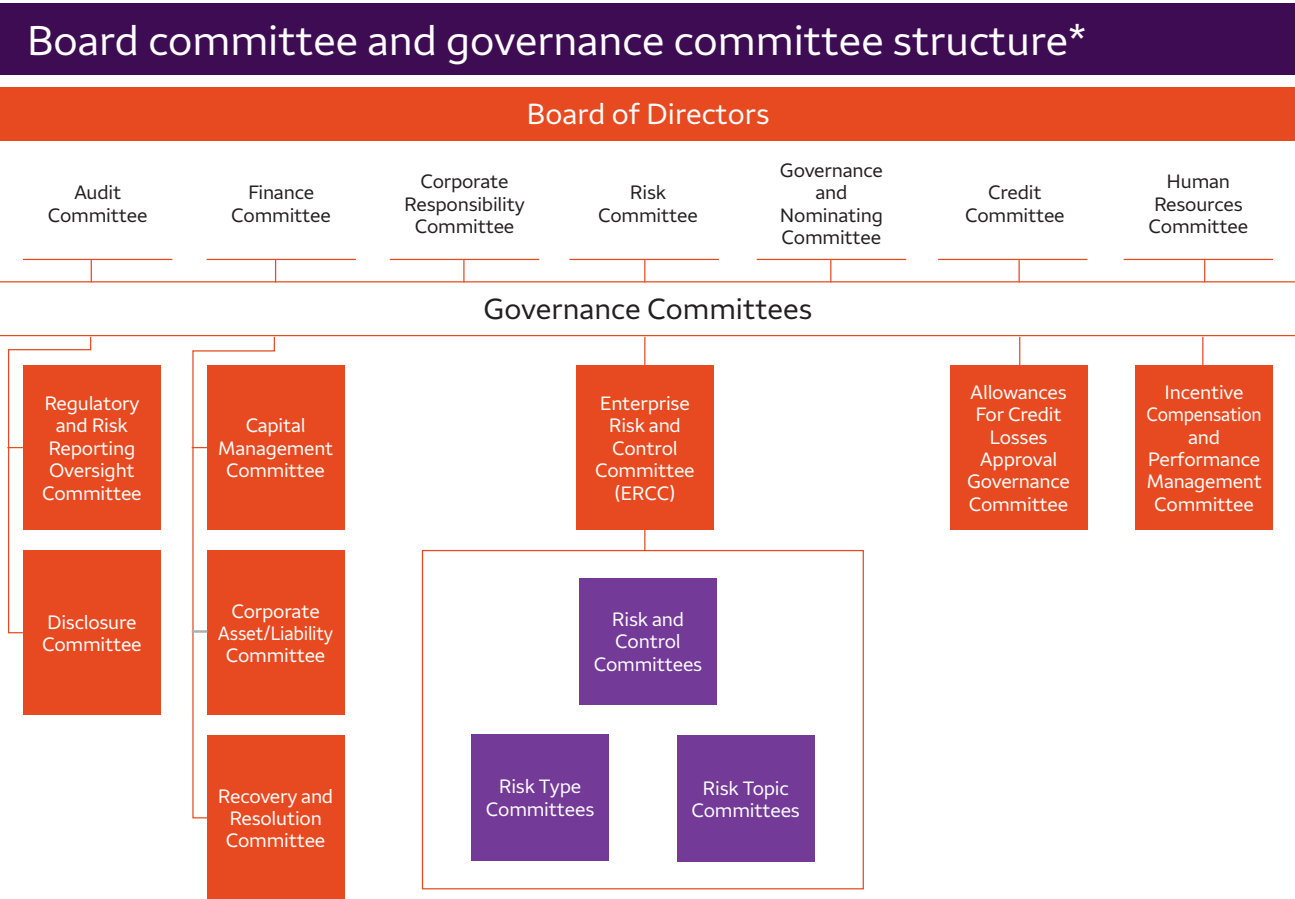 Board committee and governance committee structure*
Board of Directors
Audit
Committee
Finance
Committee
Corporate
Responsibility
Committee
Risk
Committee
Governance
and
Nominating
Committee
Credit
Committee
Human
Resources
Committee
Governance Committees
Regulatory
and Risk
Reporting
Oversight
Committee
Capital
Management
Committee
Enterprise
Risk and
Control
Committee
(ERCC)
Allowances
For Credit
Losses
Approval
Governance
Committee
Incentive
Compensation
and
Performance
Management
Committee
Disclosure
Committee
Corporate
Asset/Liability
Committee
Risk and
Control
Committees
Recovery and
Resolution
Committee
Risk Type
Committees
Risk Topic
Committees